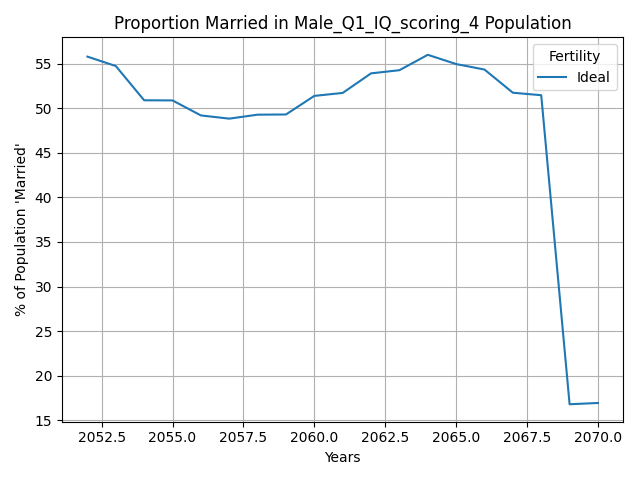 Proportion Married in Male_Q1_IQ_scoring_4 Population
Fertility
Ideal
% of Population 'Married'
55
50
45
40
35
30
25
20
15
2052.5 2055.0 2057.5 2060.0 2062.5 2065.0 2067.5 2070.0
Years